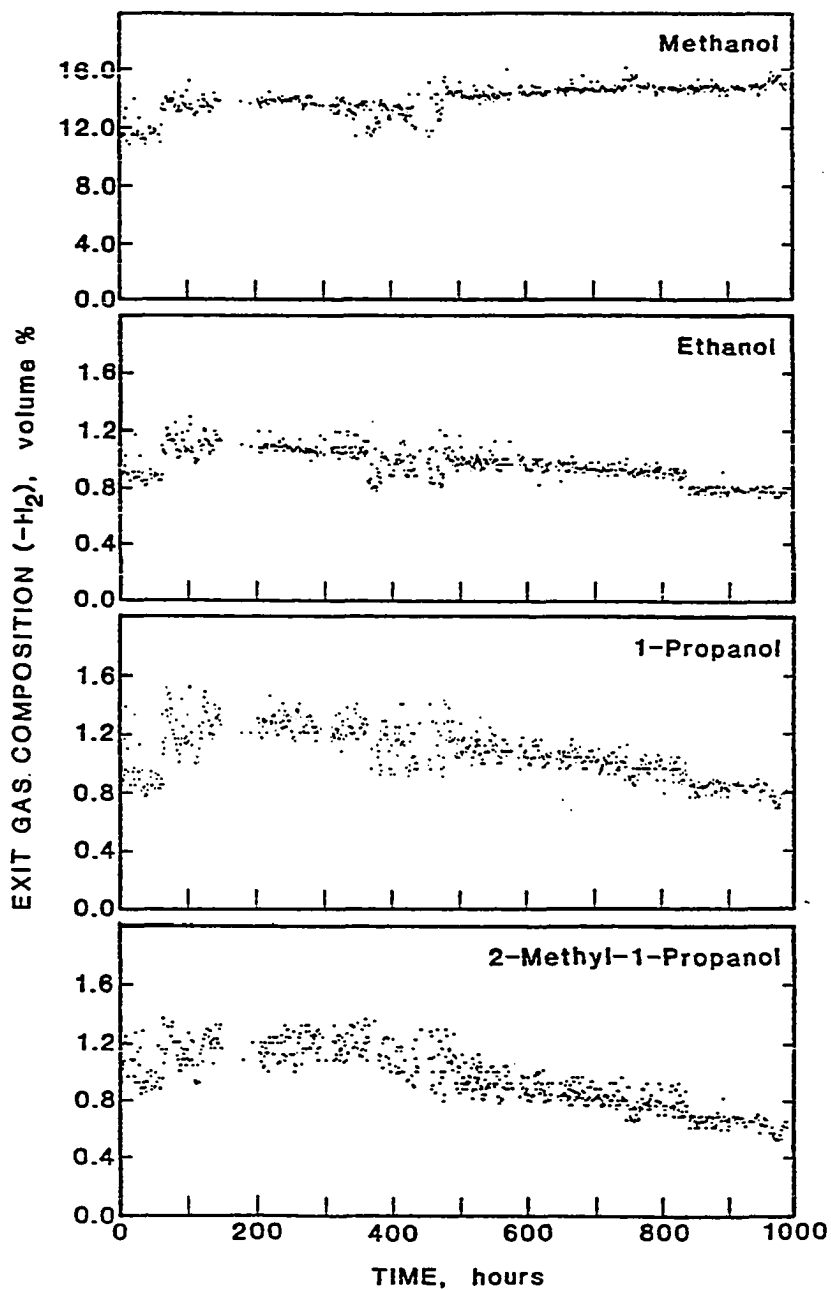 EXIT GAS COMPOSITION (-H2), volume %
Methanol
16.0
12.0
8.0
4.0
0.0
Ethanol
1.6
1.2
0.8
0.4
0.0
1-Propanol
1.6
1.2
0.8
0.4
0.0
2-Methyl-1-Propanol
1.6
1.2
0.8
0.4
0.0
0 200 400 600 800 1000
TIME, hours